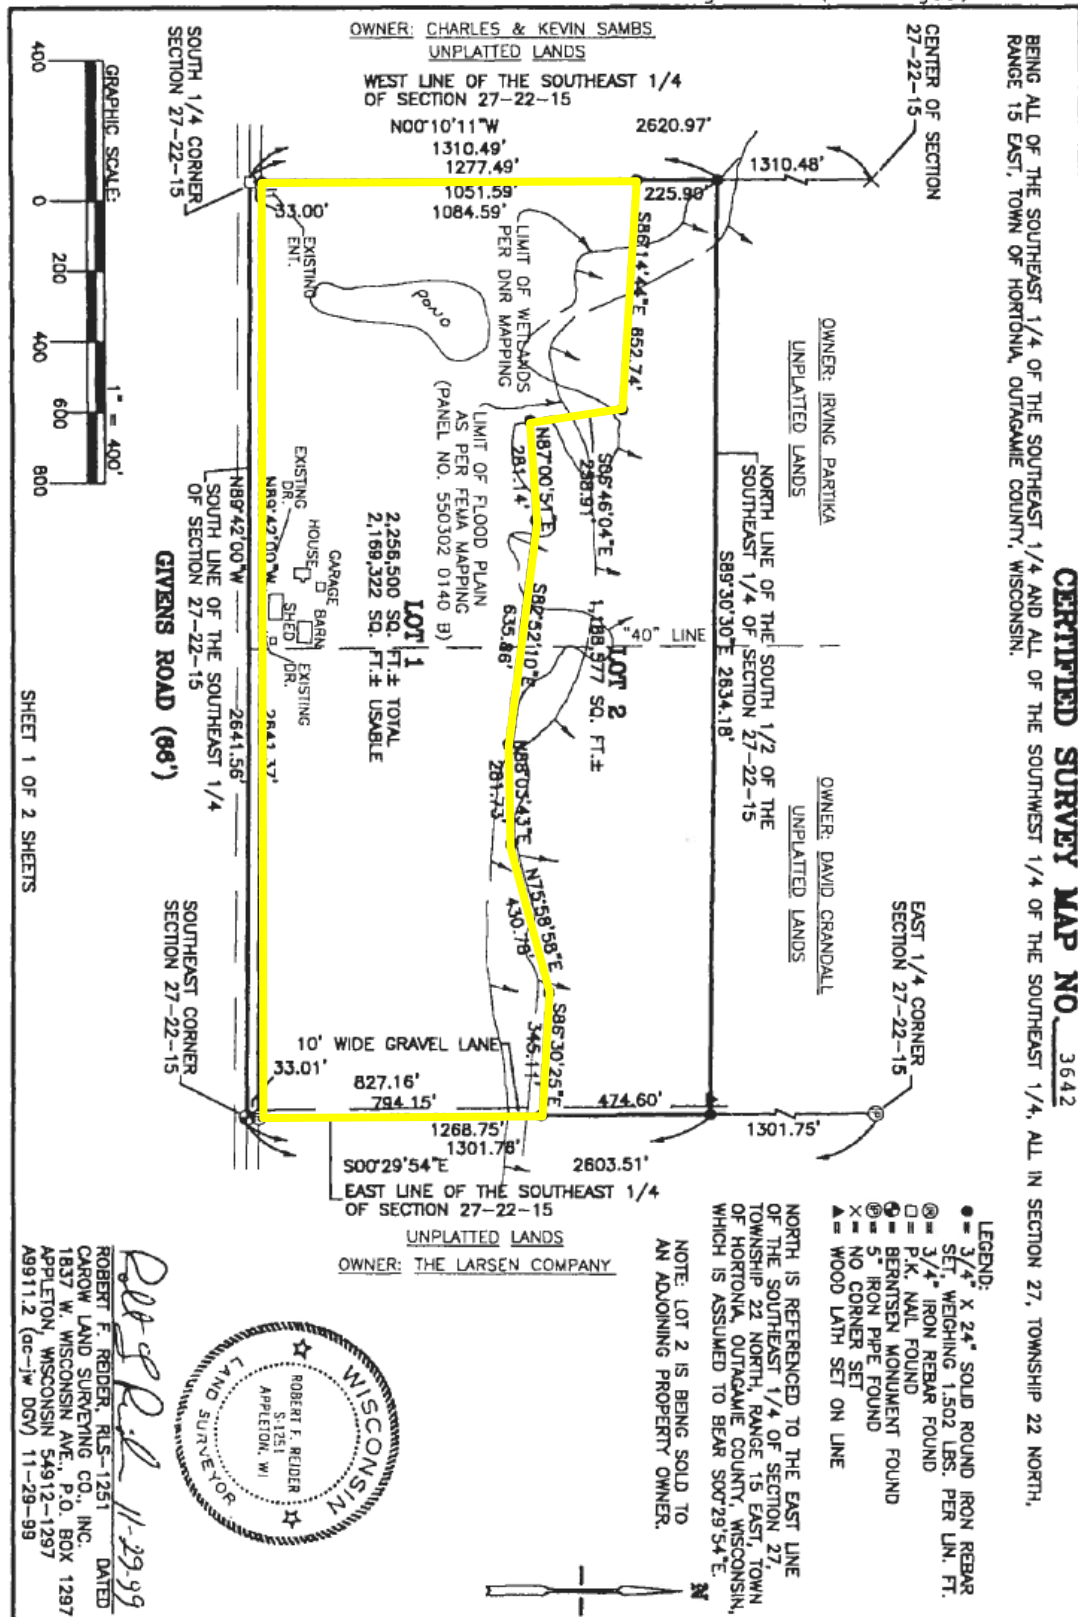 CERTIFIED SURVEY MAP NO. 3642
BEING ALL OF THE SOUTHEAST 1/4 OF THE SOUTHEAST 1/4 AND ALL OF THE SOUTHWEST 1/4 OF THE SOUTHEAST 1/4, ALL IN SECTION 27, TOWNSHIP 22 NORTH,
RANGE 15 EAST, TOWN OF HORTONIA, OUTAGAMIE COUNTY, WISCONSIN.
CENTER OF SECTION
27-22-15
EAST 1/4 CORNER
SECTION 27-22-15
OWNER: IRVING PARTIKA
UNPLATTED LANDS
OWNER: DAVID CRANDALL
UNPLATTED LANDS
NORTH LINE OF THE SOUTH 1/2 OF THE
SOUTHEAST 1/4 OF SECTION 27-22-15
S89°30'30"E 2634.18'
OWNER: CHARLES & KEVIN SAMBS
UNPLATTED LANDS
WEST LINE OF THE SOUTHEAST 1/4
OF SECTION 27-22-15
N00°10'11"W
2620.97'
1310.49'
1277.49'
1310.48'
1051.59'
1084.59'
225.90'
33.00'
EXISTING
ENT.
POND
LIMIT OF WETLANDS
PER DNR MAPPING
LIMIT OF FLOOD PLAIN
AS PER FEMA MAPPING
(PANEL NO. 550302 0140 B)
S86°14'44"E 652.74'
S06°46'04"E
258.91'
N87°00'51"E
281.14'
S82°52'10"E
635.86'
N88°03'43"E
281.73'
N75°58'58"E
430.78'
S86°30'25"E
345.11'
"40" LINE
LOT 2
1,188,577 SQ. FT.±
LOT 1
2,256,500 SQ. FT.± TOTAL
2,169,322 SQ. FT.± USABLE
EXISTING
DR.
HOUSE
GARAGE
BARN
SHED
EXISTING
DR.
N89°42'00"W 2641.37'
N89°42'00"W 2641.56'
SOUTH LINE OF THE SOUTHEAST 1/4
OF SECTION 27-22-15
GIVENS ROAD (66')
SOUTH 1/4 CORNER
SECTION 27-22-15
SOUTHEAST CORNER
SECTION 27-22-15
10' WIDE GRAVEL LANE
33.01'
827.16'
794.15'
474.60'
1268.75'
1301.76'
1301.75'
S00°29'54"E
2603.51'
EAST LINE OF THE SOUTHEAST 1/4
OF SECTION 27-22-15
UNPLATTED LANDS
OWNER: THE LARSEN COMPANY
GRAPHIC SCALE:
1" = 400'
400 0 200 400 600 800
LEGEND:
●= 3/4" X 24" SOLID ROUND IRON REBAR
SET, WEIGHING 1.502 LBS. PER LIN. FT.
= 3/4" IRON REBAR FOUND
□= P.K. NAIL FOUND
= BERNTSEN MONUMENT FOUND
= 5" IRON PIPE FOUND
X= NO CORNER SET
▲= WOOD LATH SET ON LINE
NORTH IS REFERENCED TO THE EAST LINE
OF THE SOUTHEAST 1/4 OF SECTION 27,
TOWNSHIP 22 NORTH, RANGE 15 EAST, TOWN
OF HORTONIA, OUTAGAMIE COUNTY, WISCONSIN,
WHICH IS ASSUMED TO BEAR S00°29'54"E.
NOTE: LOT 2 IS BEING SOLD TO
AN ADJOINING PROPERTY OWNER.
N
WISCONSIN
ROBERT F. REIDER
S-1251
APPLETON, WI
LAND SURVEYOR
11-29-99
ROBERT F. REIDER, RLS-1251 DATED
CAROW LAND SURVEYING CO., INC.
1837 W. WISCONSIN AVE., P.O. BOX 1297
APPLETON, WISCONSIN 54912-1297
A9911.2 (ac-jw DGV) 11-29-99
SHEET 1 OF 2 SHEETS